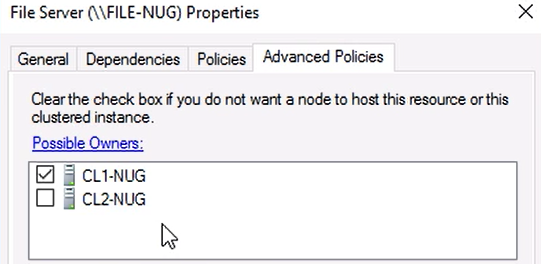 File Server (\\FILE-NUG) Properties
General Dependencies Policies Advanced Policies
Clear the check box if you do not want a node to host this resource or this
clustered instance.
Possible Owners:
CL1-NUG
CL2-NUG